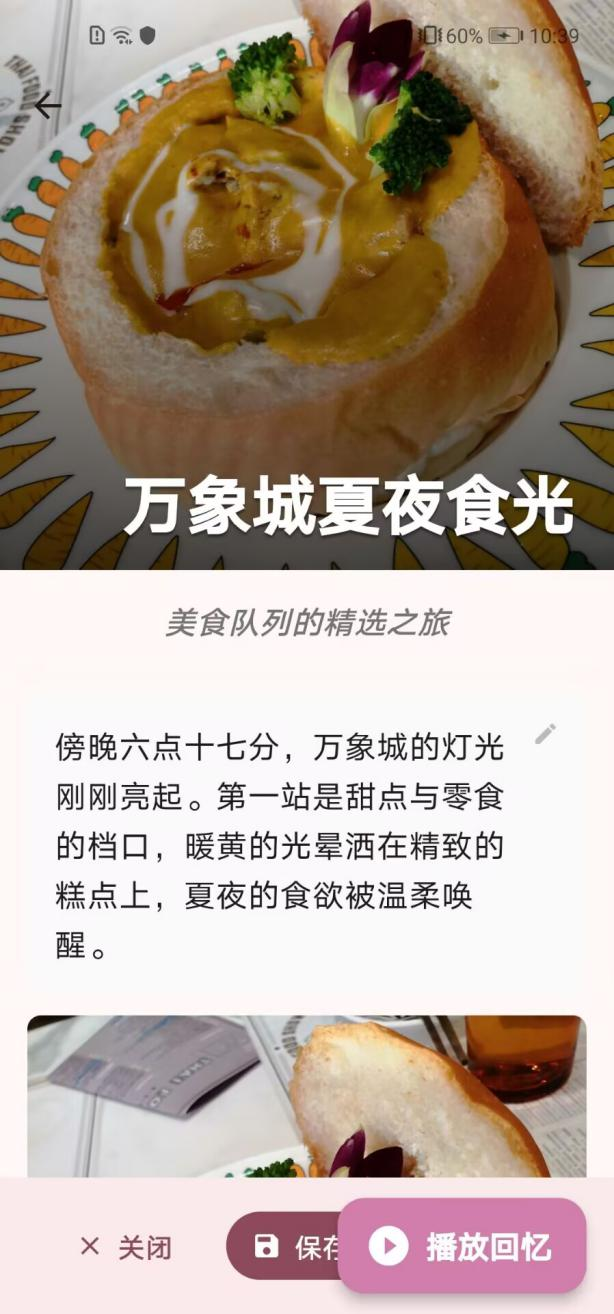 60% 10:39
THAI FOOD SHOP
万象城夏夜食光
美食队列的精选之旅
傍晚六点十七分，万象城的灯光
刚刚亮起。第一站是甜点与零食
的档口，暖黄的光晕洒在精致的
糕点上，夏夜的食欲被温柔唤
醒。
关闭
保存
播放回忆